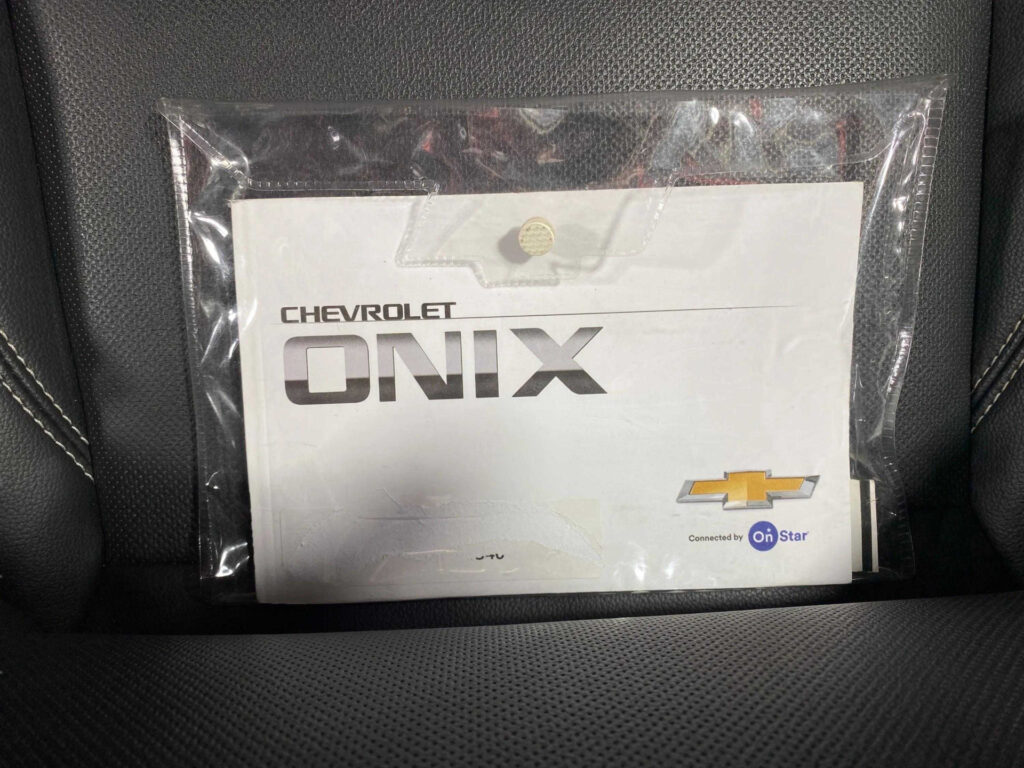 CHEVROLET
ONIX
Connected by OnStar